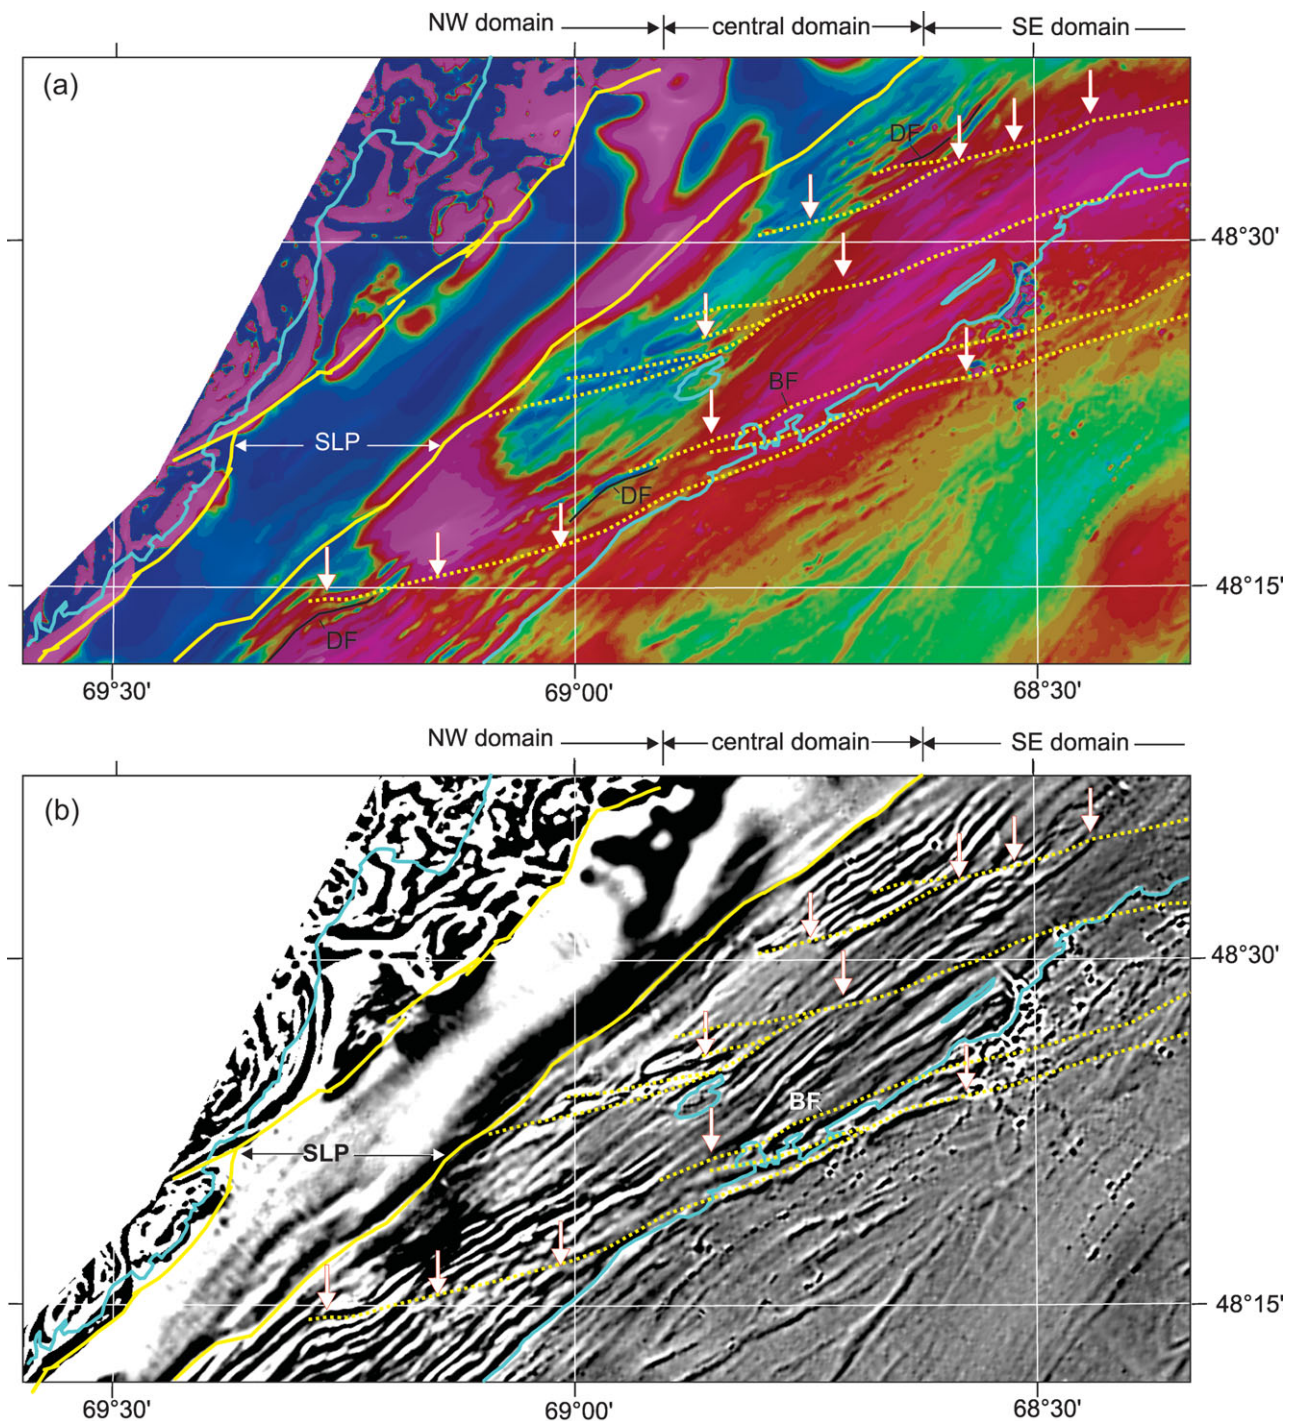 NW domain central domain SE domain
(a)
DF
48°30'
BF
SLP
DF
48°15'
DF
69°30' 69°00' 68°30'
NW domain central domain SE domain
(b)
48°30'
BF
SLP
48°15'
69°30' 69°00' 68°30'